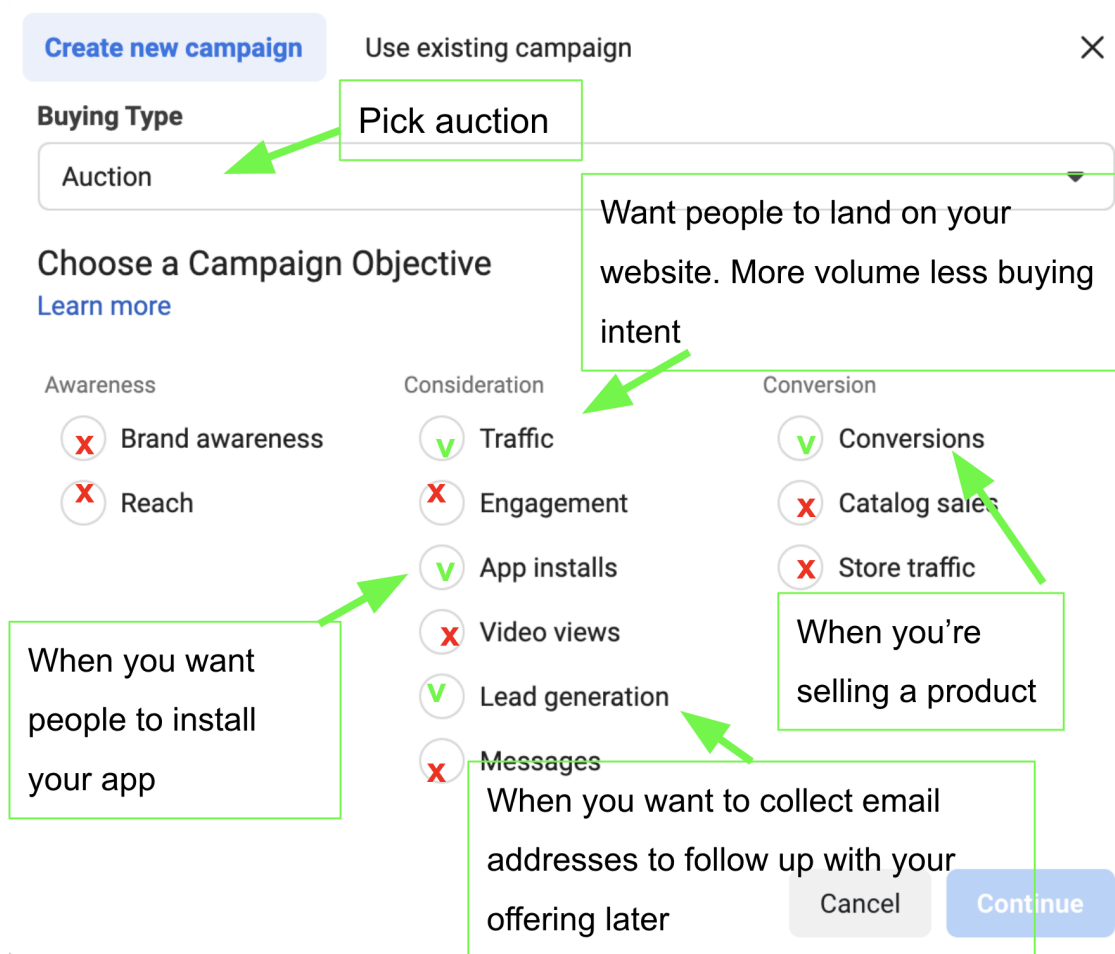 Create new campaign
Use existing campaign
Buying Type
Pick auction
Auction
Want people to land on your
website. More volume less buying
intent
Choose a Campaign Objective
Learn more
Awareness
X Brand awareness
X Reach
Consideration
V Traffic
X Engagement
V App installs
X Video views
V Lead generation
X Messages
Conversion
V Conversions
X Catalog sales
X Store traffic
When you want
people to install
your app
When you’re
selling a product
When you want to collect email
addresses to follow up with your
offering later
Cancel
Continue